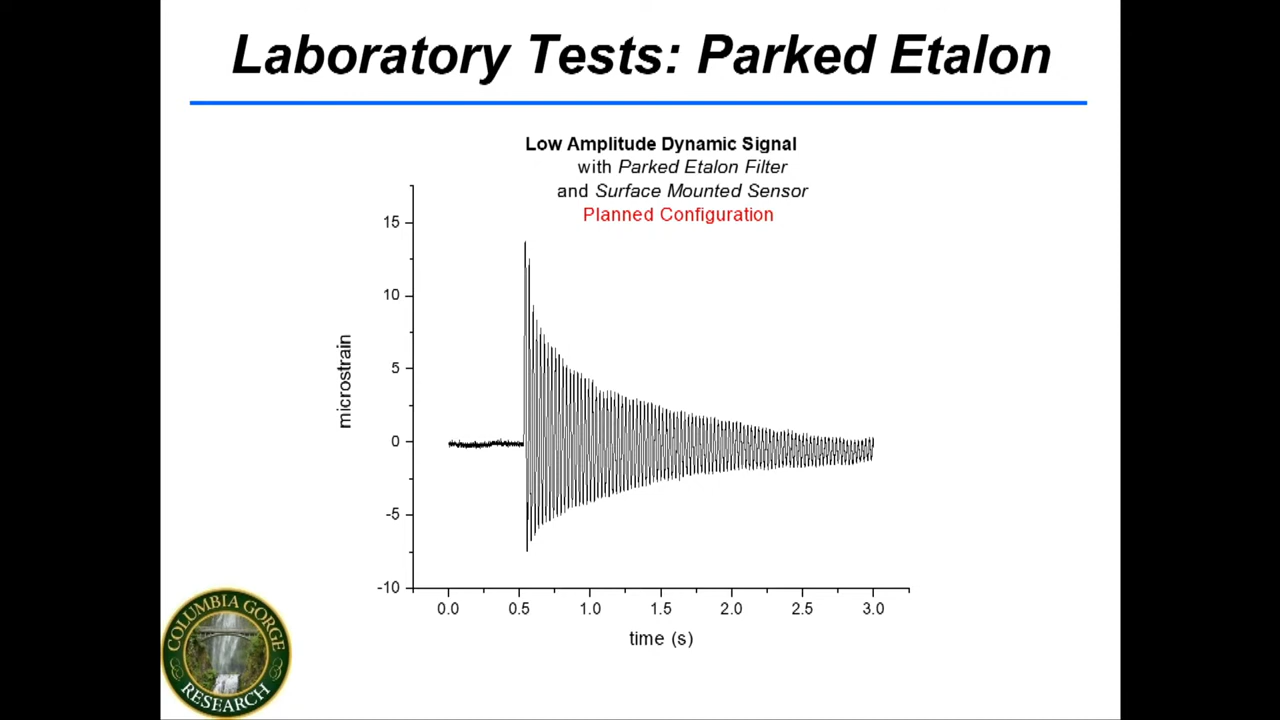 Laboratory Tests: Parked Etalon
Low Amplitude Dynamic Signal
with Parked Etalon Filter
and Surface Mounted Sensor
Planned Configuration
microstrain
15
10
5
0
-5
-10
0.0 0.5 1.0 1.5 2.0 2.5 3.0
time (s)
COLUMBIA GORGE
RESEARCH